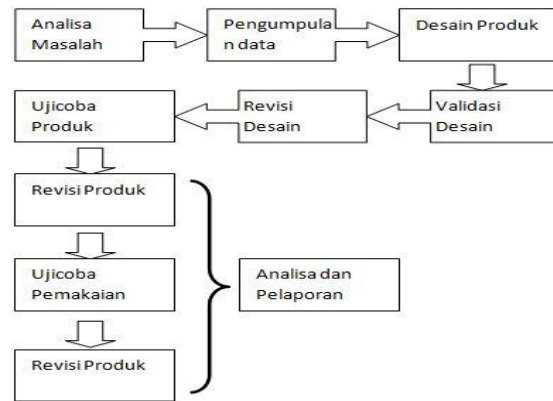 Analisa
Masalah
Pengumpula
n data
Desain Produk
Validasi
Desain
Revisi
Desain
Ujicoba
Produk
Revisi Produk
Ujicoba
Pemakaian
Revisi Produk
Analisa dan
Pelaporan